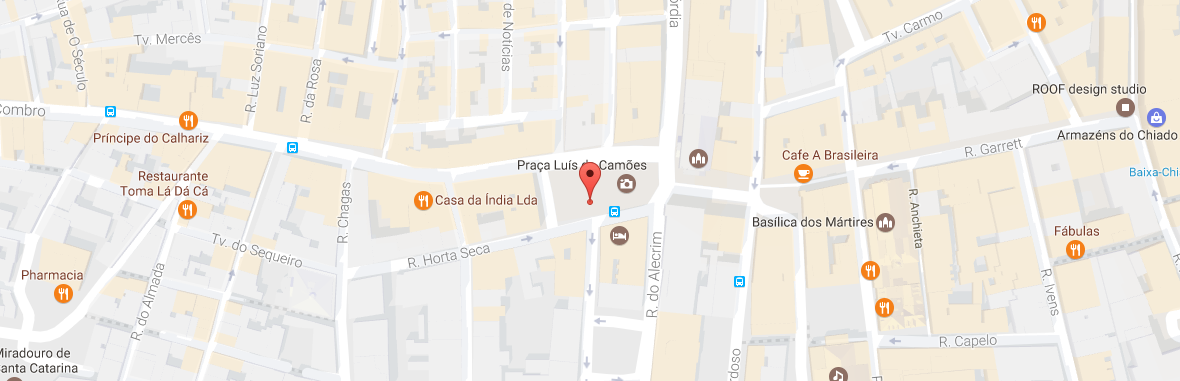 Tv. Mercês
Rua de O Século
R. Luz Soriano
R. da Rosa
de Notícias
Tv. Carmo
ROOF design studio
Armazéns do Chiado
Combro
Príncipe do Calhariz
Praça Luís de Camões
Cafe A Brasileira
R. Garrett
Baixa-Chi
Restaurante
Toma Lá Dá Cá
R. Chagas
Casa da Índia Lda
Basílica dos Mártires
R. Anchieta
Fábulas
Tv. do Sequeiro
R. Horta Seca
R. do Alecrim
Pharmacia
R. do Almada
R. Ivens
R. Capelo
Miradouro de
Santa Catarina